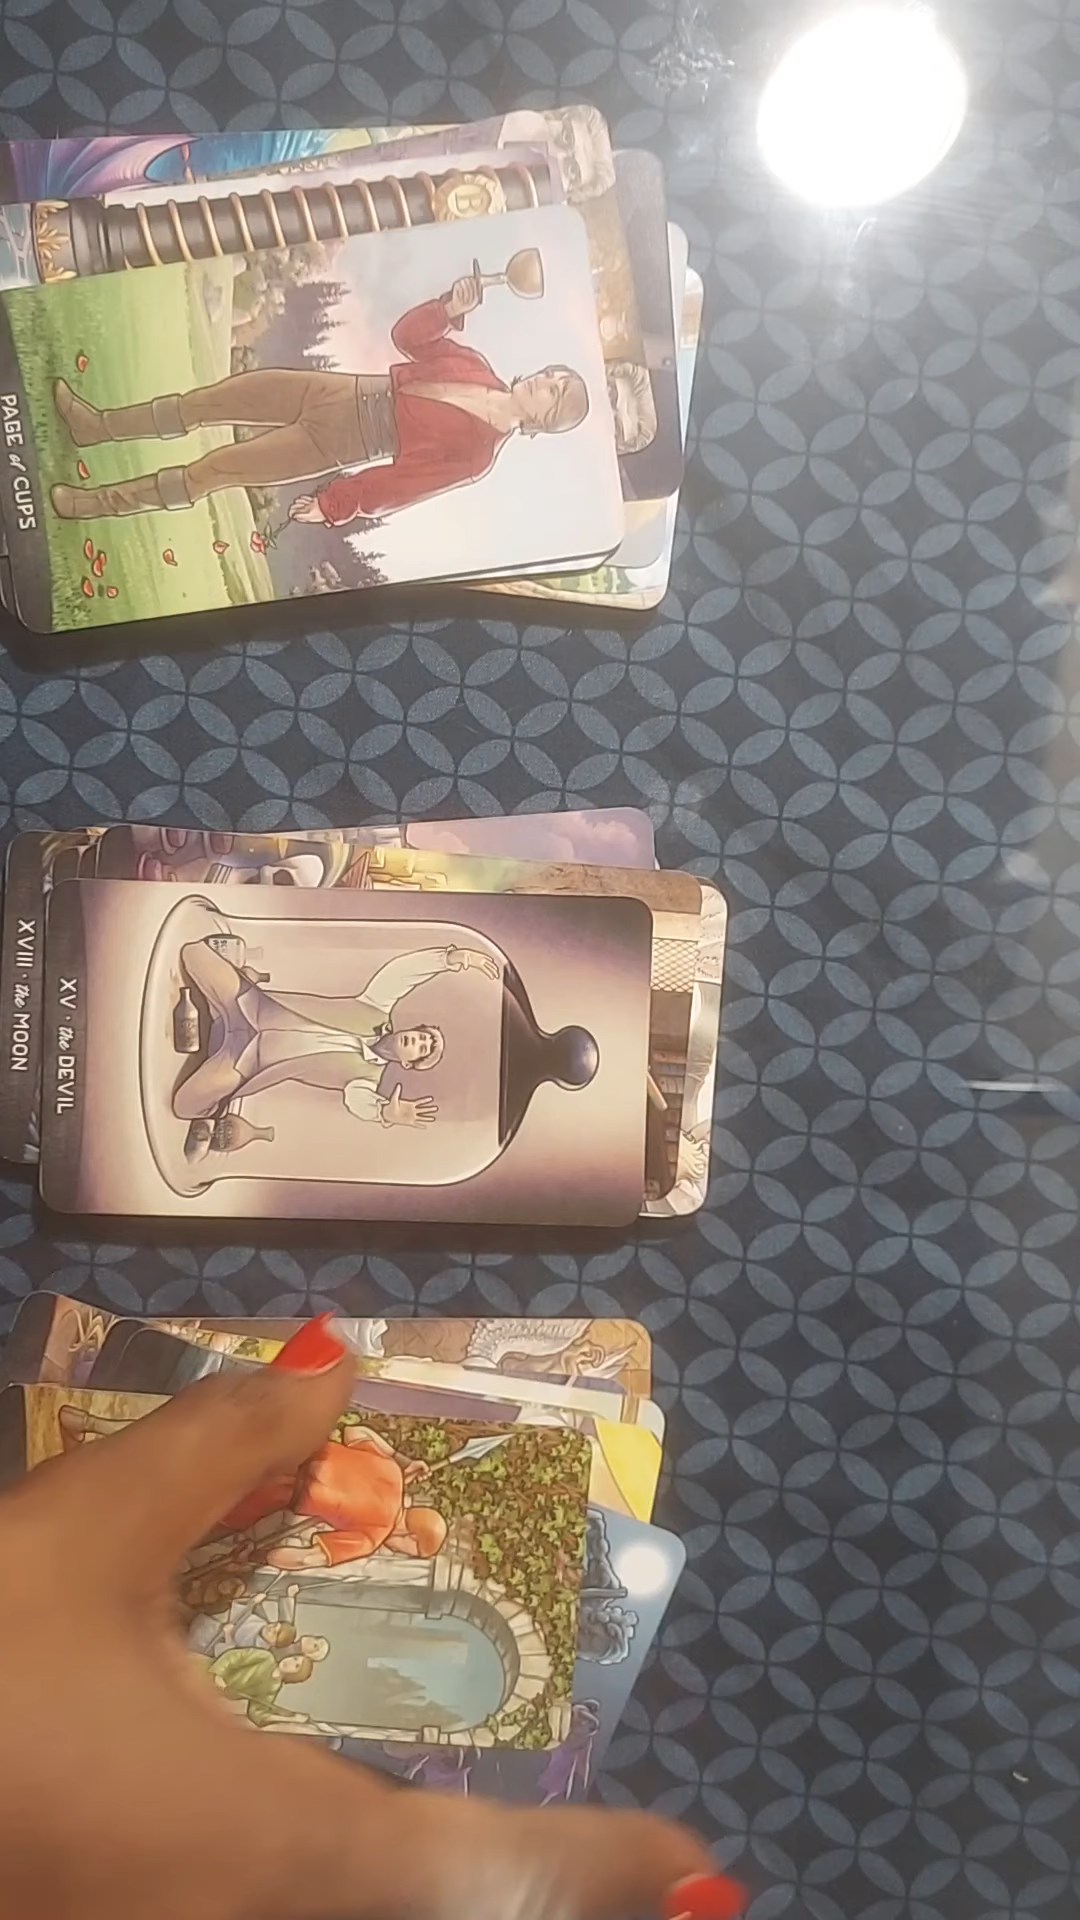 PAGE of CUPS
B
XVIII · the MOON
XV · the DEVIL